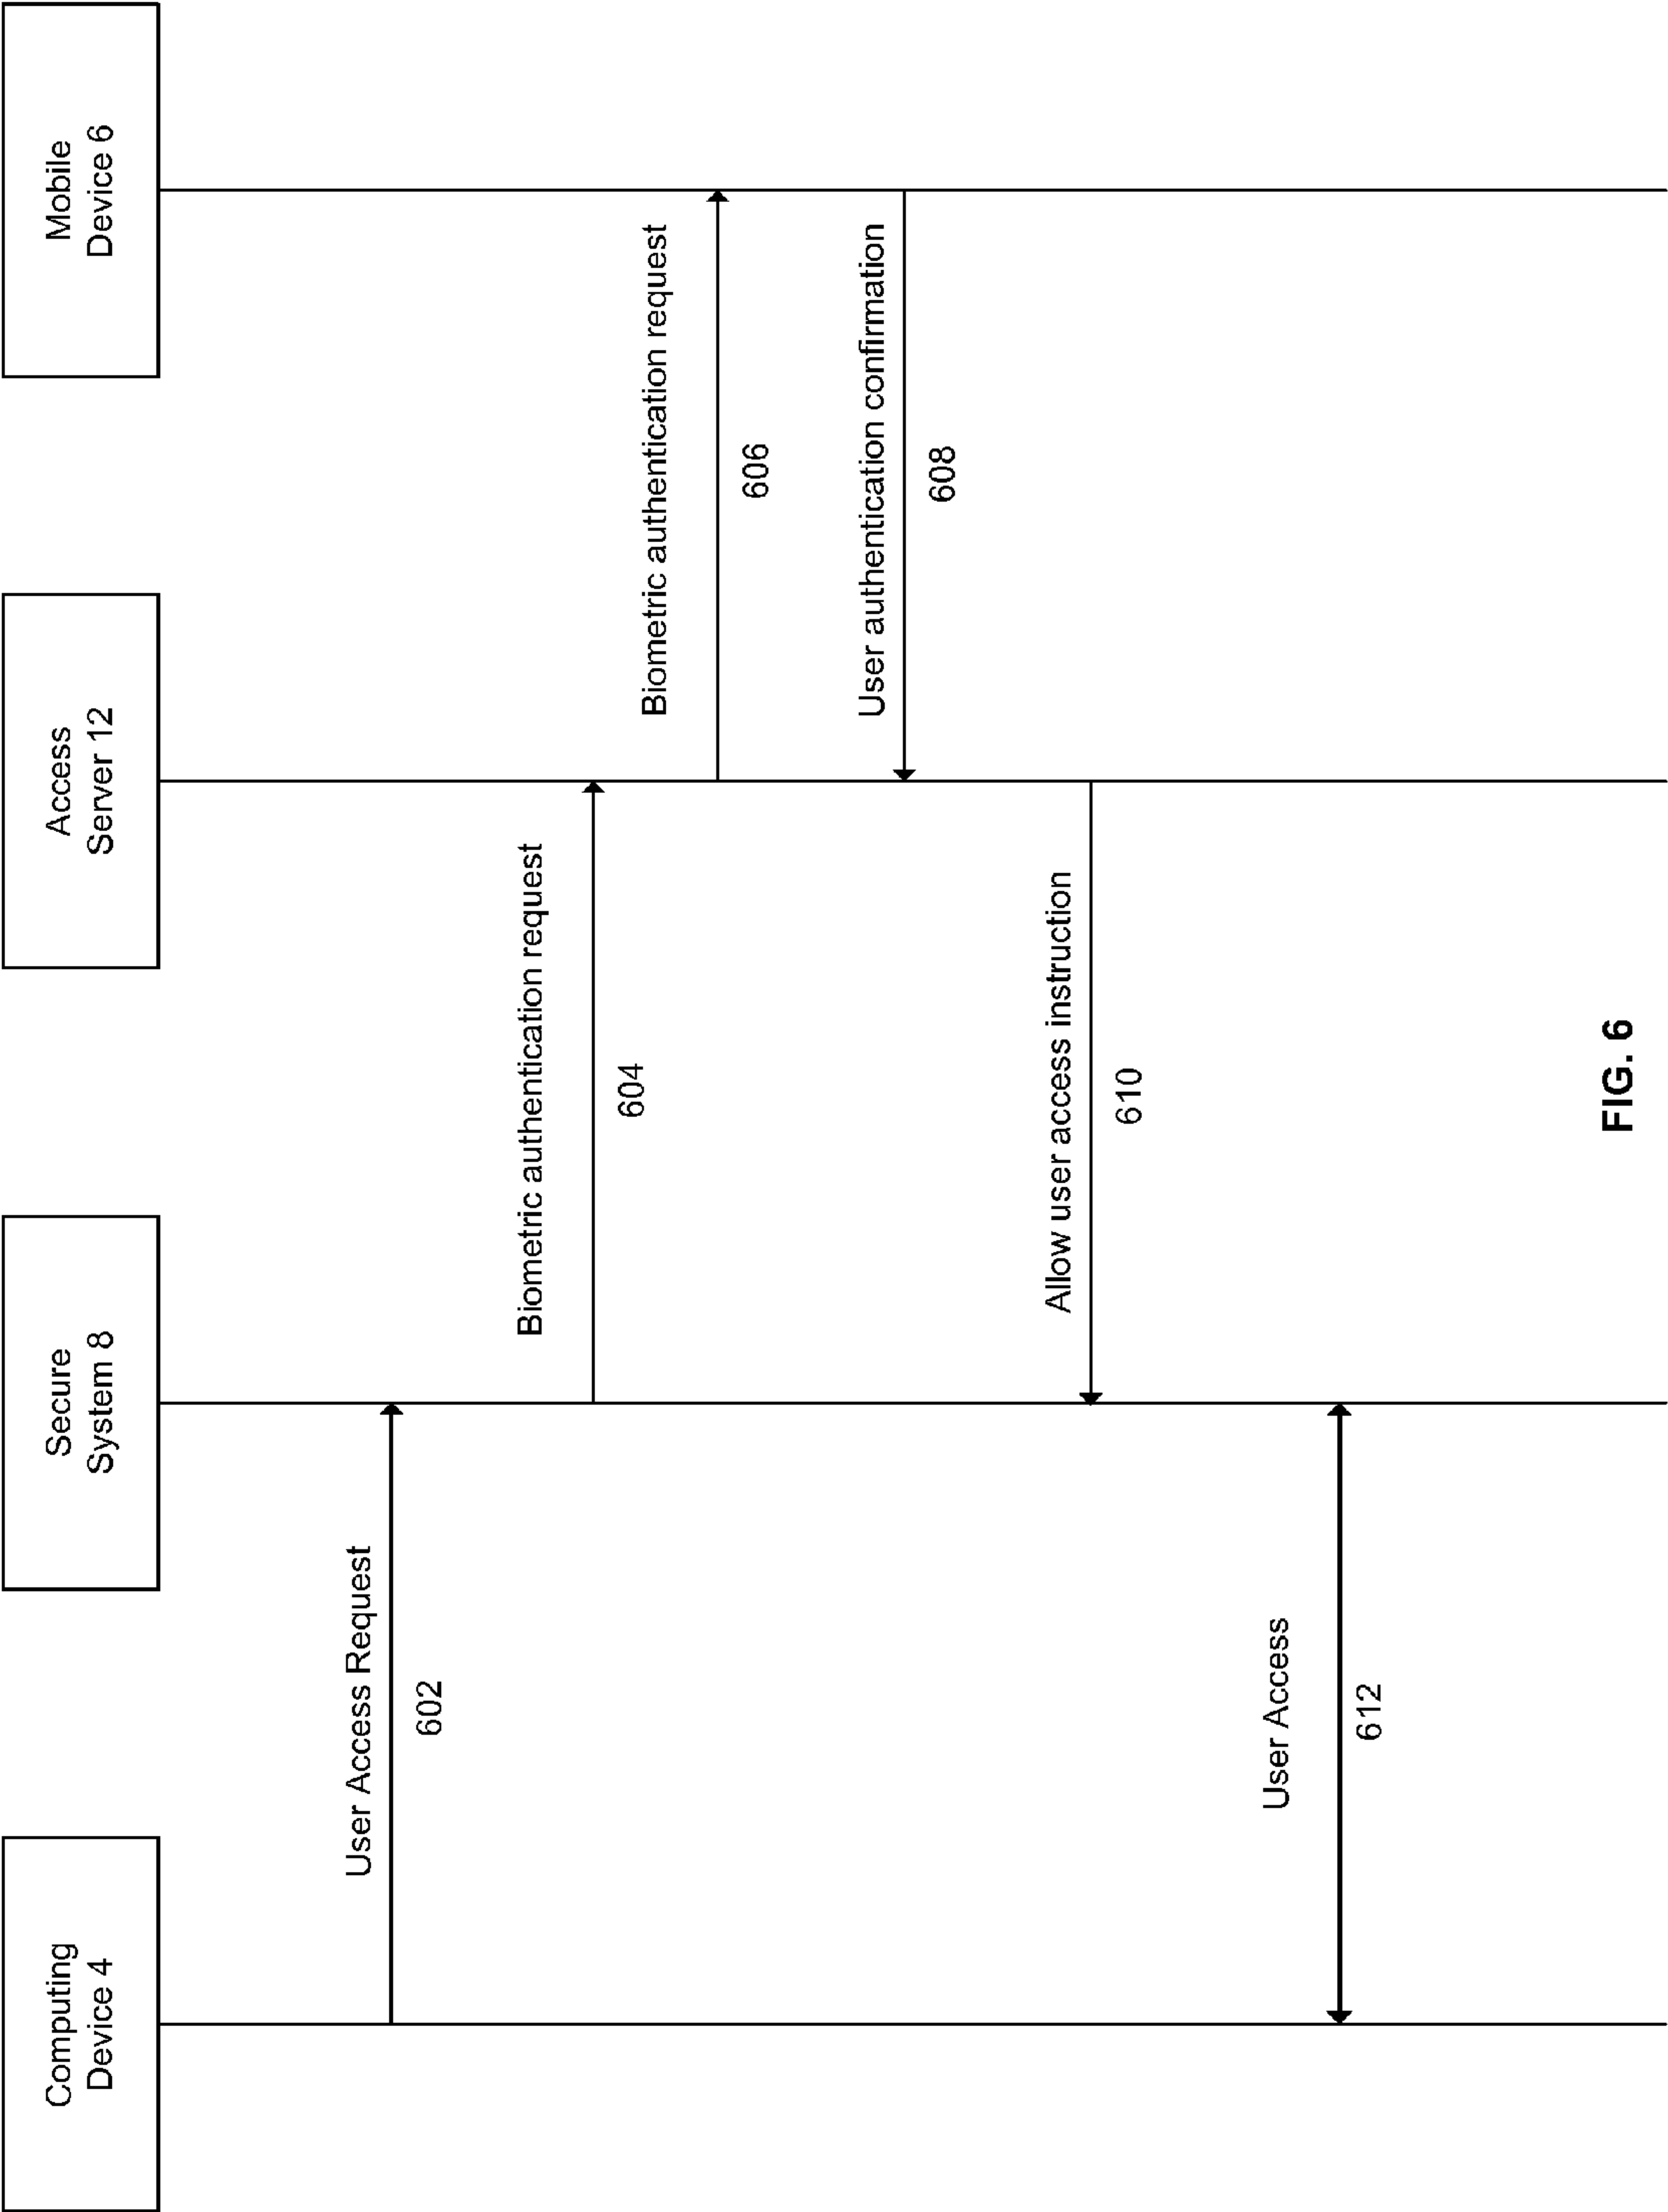 Computing
Device 4
Secure
System 8
Access
Server 12
Mobile
Device 6
User Access Request
602
Biometric authentication request
604
Biometric authentication request
606
User authentication confirmation
608
Allow user access instruction
610
User Access
612
FIG. 6